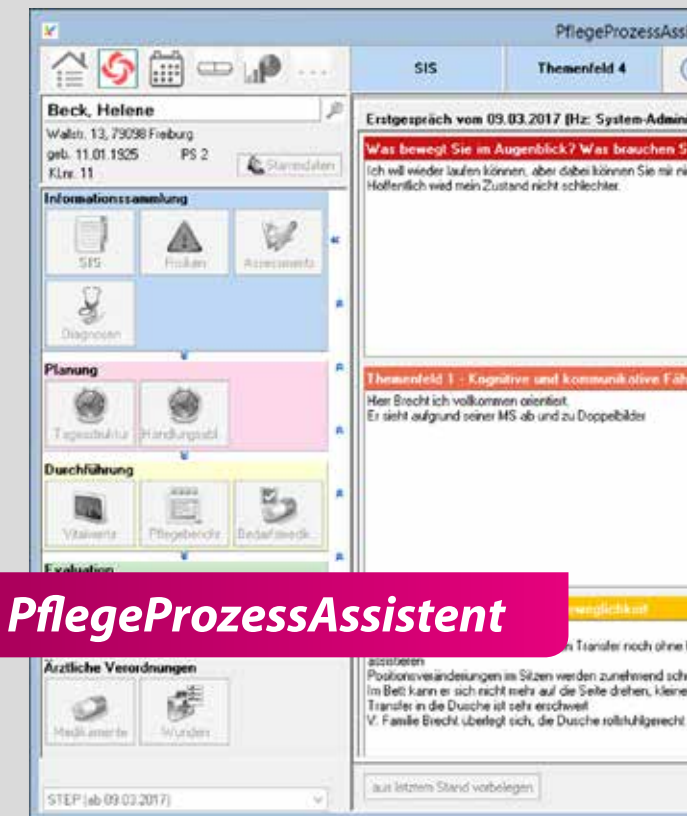 PflegeProzessAssi
SIS
Themenfeld 4
Beck, Helene
Wallstr. 13, 79098 Freiburg
geb. 11.01.1925 PS 2
Kl.nr. 11
Stammdaten
Informationssammlung
SIS
Risiken
Assessments
Diagnosen
Planung
Tagesstruktur
Durchführung
Vitalwerte
Pflegebericht
Bedarfsmedik.
Evaluation
PflegeProzessAssistent
Ärztliche Verordnungen
Medikamente
Wunden
STEP (ab 09.03.2017)
Erstgespräch vom 09.03.2017 (Hz: System-Admin
Was bewegt Sie im Augenblick? Was brauchen S
Ich will wieder laufen können, aber dabei können Sie mir ni
Hoffentlich wird mein Zustand nicht schlechter.
Themenfeld 1 - Kognitive und kommunikative Fäh
Herr Brecht ich vollkommen orientiert.
Er sieht aufgrund seiner MS ab und zu Doppelbilder
Transfer noch ohne
assistieren
Positionsveränderungen im Sitzen werden zunehmend sch
Im Bett kann er sich nicht mehr auf die Seite drehen, kleine
Transfer in die Dusche ist sehr erschwert
V. Familie Brecht überlegt sich, die Dusche rollstuhlgerecht
aus letztem Stand vorbelegen